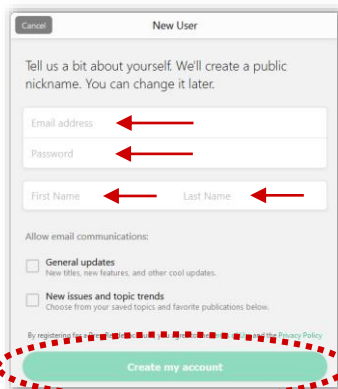 Cancel New User
Tell us a bit about yourself. We'll create a public
nickname. You can change it later.
Email address
Password
First Name Last Name
Allow email communications:
General updates
New titles, new features, and other cool updates.
New issues and topic trends
Choose from your saved topics and favorite publications below.
By registering for a and the Privacy Policy
Create my account